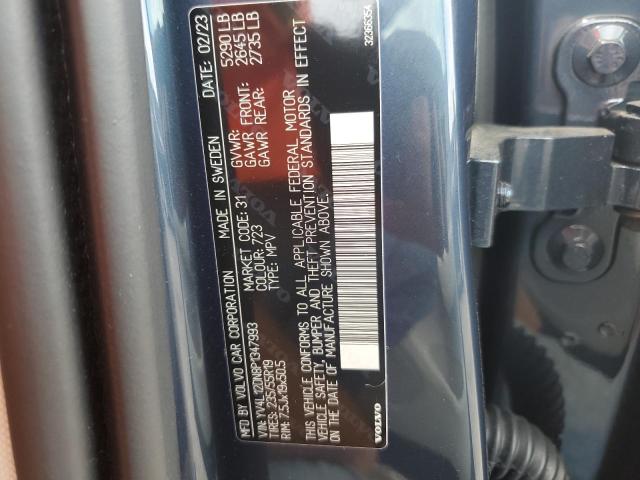 MFD BY VOLVO CAR CORPORATION MADE IN SWEDEN DATE: 02/23
VIN: YV4L12DN8P1347993 MARKET CODE: 31 GVWR: 5290 LB
TIRES: 235/55R19 COLOUR: 723 GAWR FRONT: 2645 LB
RIM: 7.5Jx19x50.5 TYPE: MPV GAWR REAR: 2735 LB
THIS VEHICLE CONFORMS TO ALL APPLICABLE FEDERAL MOTOR
VEHICLE SAFETY, BUMPER AND THEFT PREVENTION STANDARDS IN EFFECT
ON THE DATE OF MANUFACTURE SHOWN ABOVE.
VOLVO 32366354